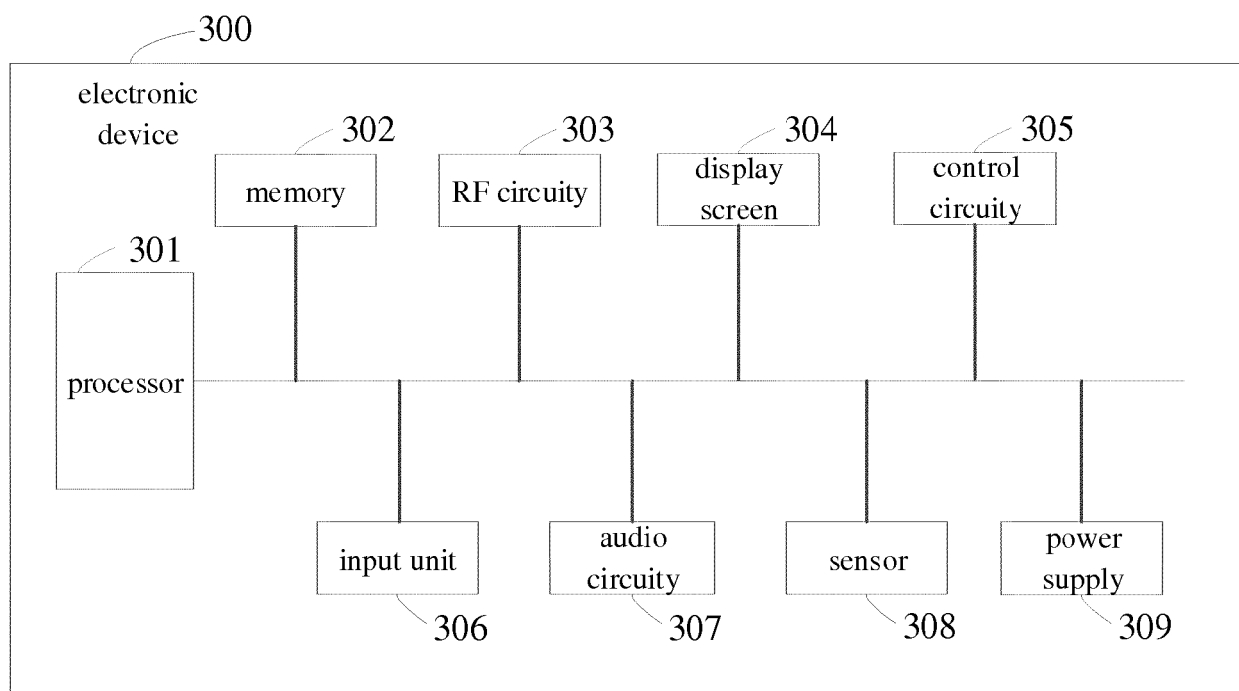 300
electronic
device
302
303
304
305
memory
RF circuity
display
screen
control
circuity
301
processor
input unit
audio
circuity
sensor
power
supply
306
307
308
309